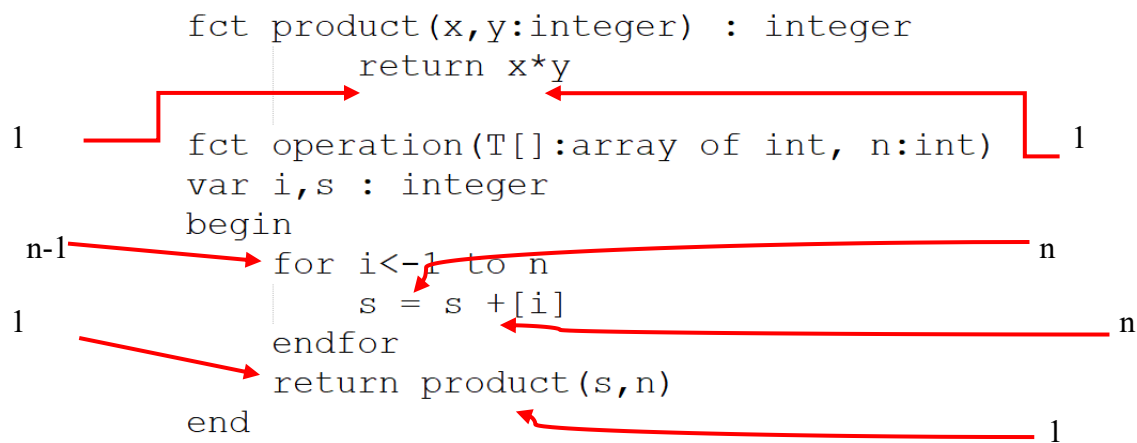 fct product(x,y:integer) : integer
return x*y
1
1
fct operation(T[]:array of int, n:int)
var i,s : integer
begin
n-1
n
for i<-1 to n
s = s +[i]
1
n
endfor
return product(s,n)
end
1